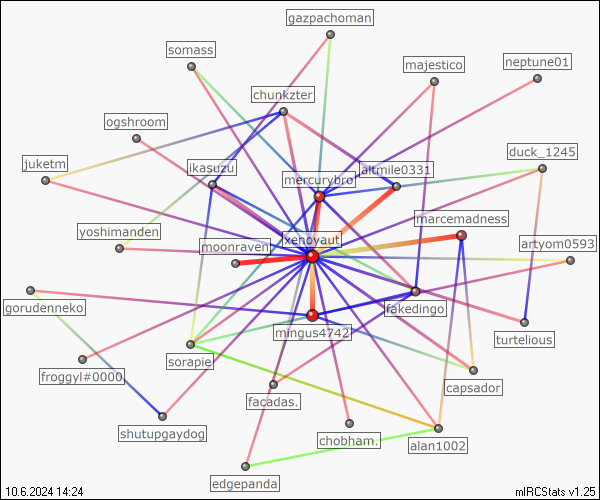 gazpachoman
somass
neptune01
majestico
chunkzter
ogshroom
duck_1245
juketm
ikasuzu
altmile0331
mercurybro
marcemadness
yoshimanden
xenoyaut
moonraven
artyom0593
gorudenneko
fakedingo
mingus4742
turtelious
sorapie
froggyl#0000
capsador
facadas.
shutupgaydog
chobham.
alan1002
edgepanda
10.6.2024 14:24
mIRCStats v1.25